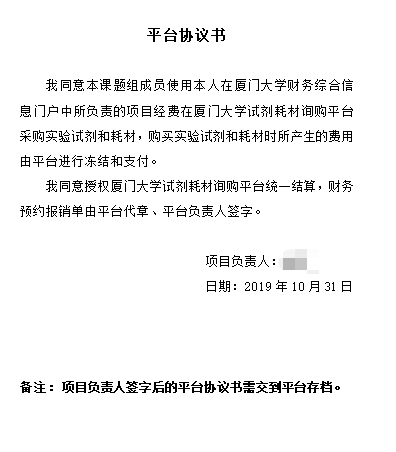 平台协议书
我同意本课题组成员使用本人在厦门大学财务综合信
息门户中所负责的项目经费在厦门大学试剂耗材询购平台
采购实验试剂和耗材，购买实验试剂和耗材时所产生的费用
由平台进行冻结和支付。
我同意授权厦门大学试剂耗材询购平台统一结算，财务
预约报销单由平台代章、平台负责人签字。
项目负责人：
日期：2019 年 10 月 31 日
备注：项目负责人签字后的平台协议书需交到平台存档。